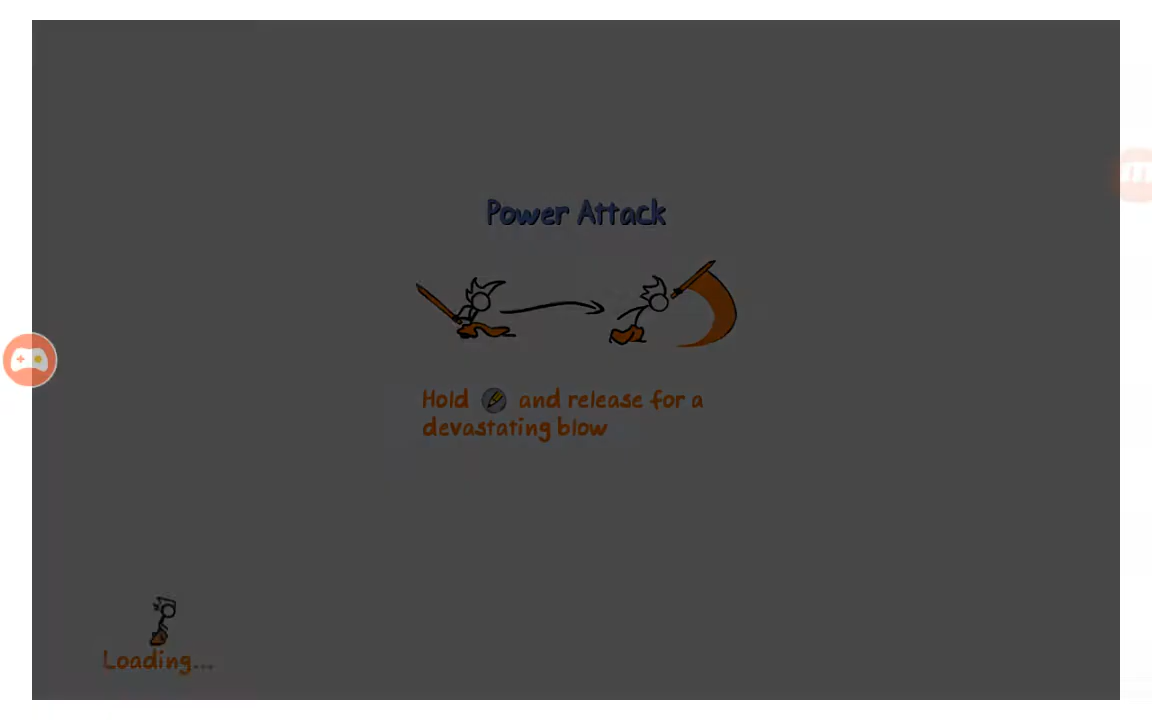 Power Attack
Hold and release for a
devastating blow
Loading...